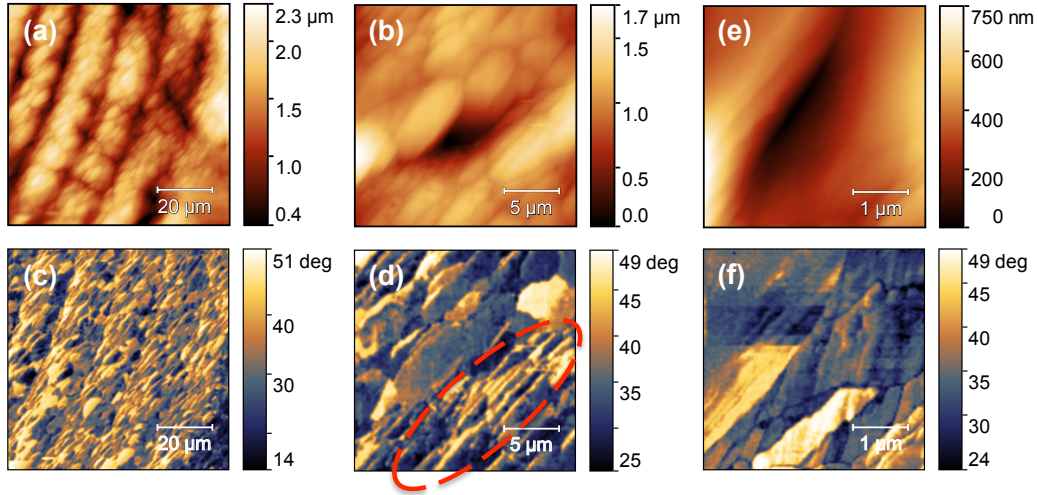 (a)
2.3 µm
2.0
1.5
1.0
0.4
20 µm
(b)
1.7 µm
1.5
1.0
0.5
0.0
5 µm
(e)
750 nm
600
400
200
0
1 µm
(c)
51 deg
40
30
14
20 µm
(d)
49 deg
45
40
35
25
5 µm
(f)
49 deg
45
40
35
30
24
1 µm